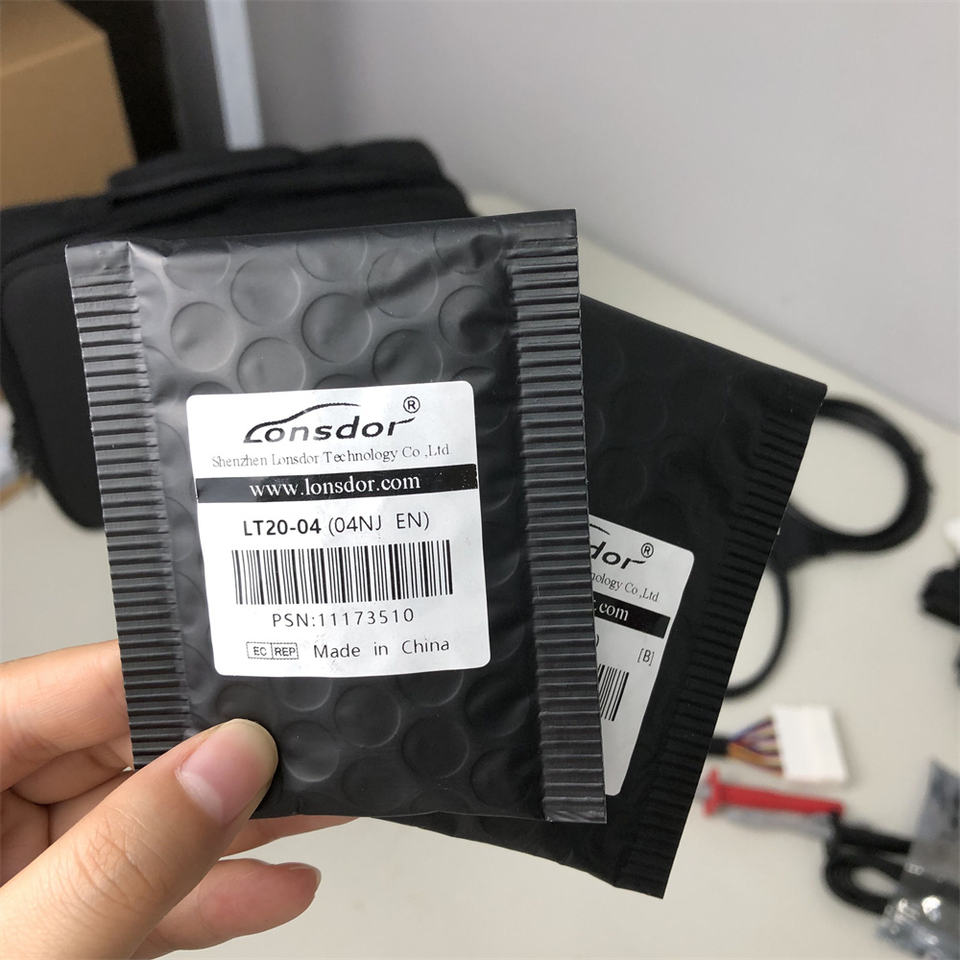 Lonsdor®
Shenzhen Lonsdor Technology Co.,Ltd
www.lonsdor.com
LT20-04 (04NJ EN)
PSN:11173510
EC REP Made in China
dor®
nology Co.,Ltd
.com
)
[B]